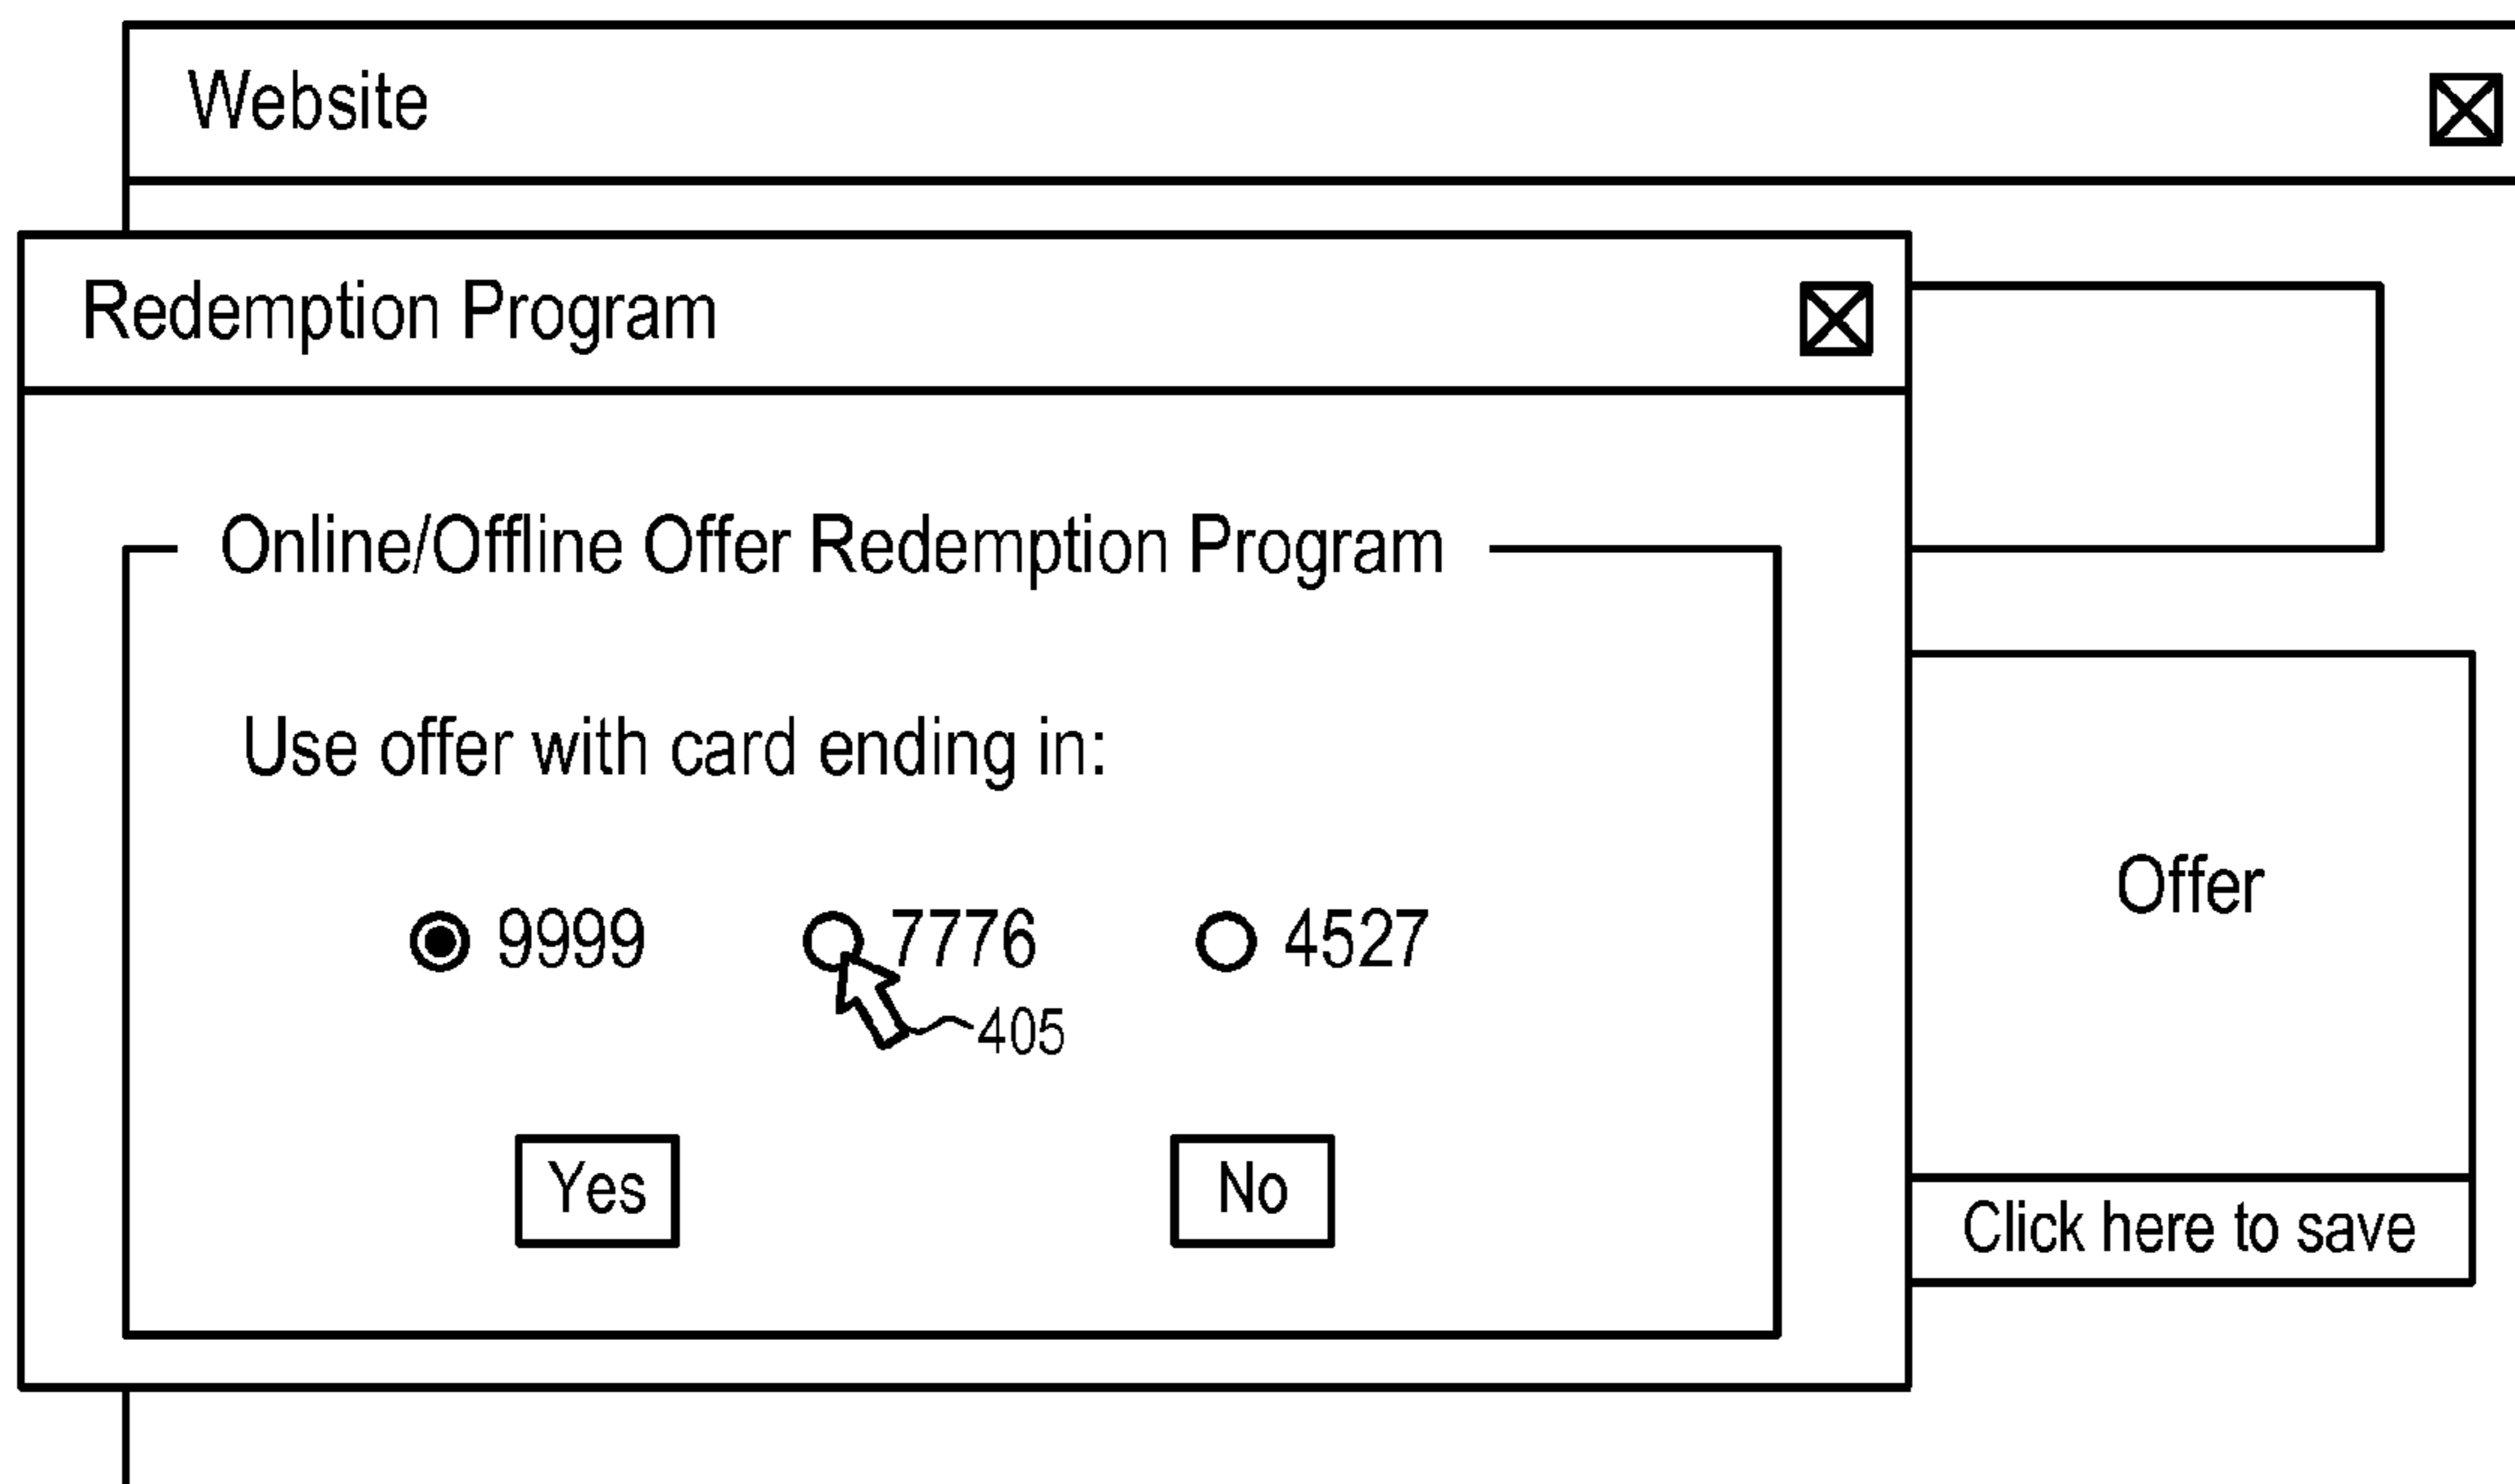 Website
Redemption Program
Online/Offline Offer Redemption Program
Use offer with card ending in:
9999 7776 4527
405
Yes No
Offer
Click here to save